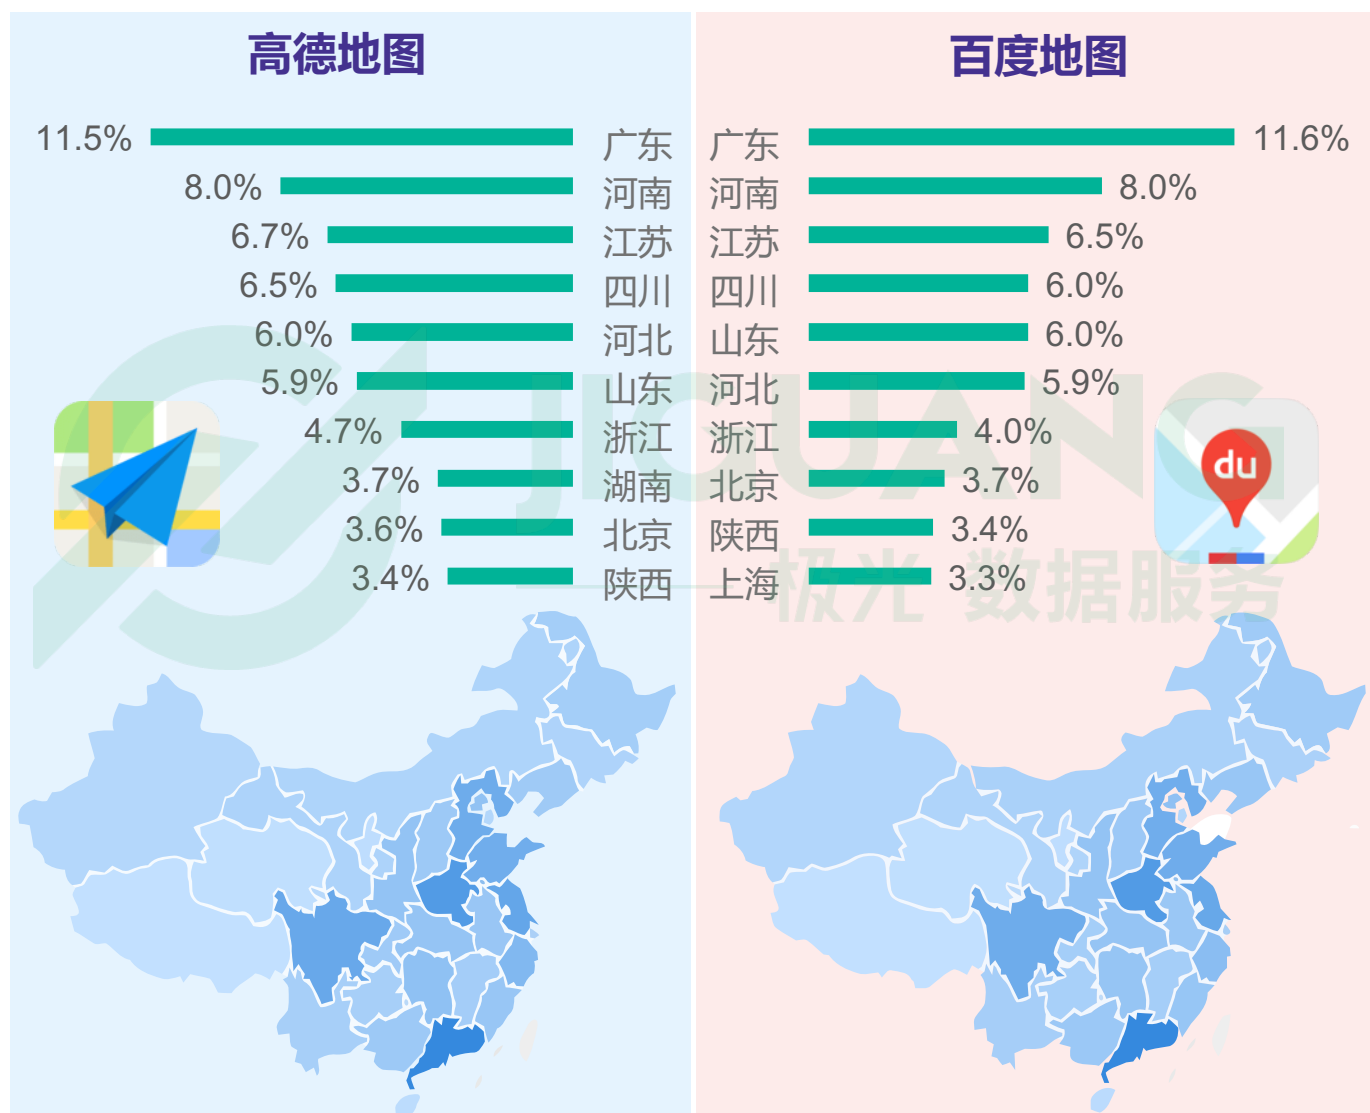 高德地图
11.5% 广东
8.0% 河南
6.7% 江苏
6.5% 四川
6.0% 河北
5.9% 山东
4.7% 浙江
3.7% 湖南
3.6% 北京
3.4% 陕西
百度地图
广东 11.6%
河南 8.0%
江苏 6.5%
四川 6.0%
山东 6.0%
河北 5.9%
浙江 4.0%
北京 3.7%
陕西 3.4%
上海 3.3%
du
JIGUANG
极光 数据服务